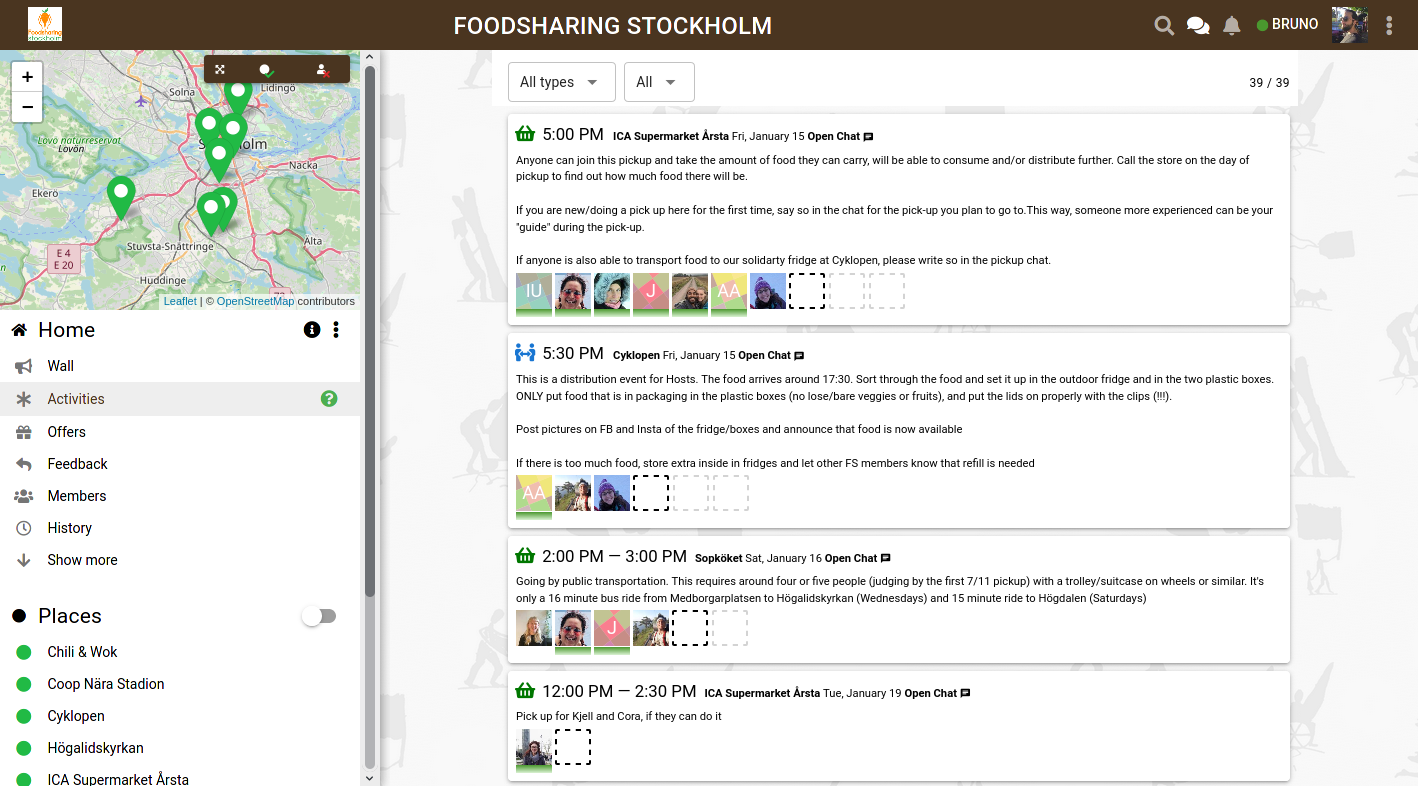 FOODSHARING STOCKHOLM
BRUNO
Foodsharing
stockholm
+
−
Solna
Lidingö
Lovö naturreservat
Lovön
Nacka
Ekerö
E 4
E 20
Stuvsta-Snättringe
Älta
Huddinge
Leaflet | © OpenStreetMap contributors
Home
Wall
Activities
Offers
Feedback
Members
History
Show more
Places
Chili & Wok
Coop Nära Stadion
Cyklopen
Högalidskyrkan
ICA Supermarket Årsta
All types
All
39 / 39
5:00 PM ICA Supermarket Årsta Fri, January 15 Open Chat
Anyone can join this pickup and take the amount of food they can carry, will be able to consume and/or distribute further. Call the store on the day of
pickup to find out how much food there will be.
If you are new/doing a pick up here for the first time, say so in the chat for the pick-up you plan to go to.This way, someone more experienced can be your
"guide" during the pick-up.
If anyone is also able to transport food to our solidarty fridge at Cyklopen, please write so in the pickup chat.
IU
J
AA
5:30 PM Cyklopen Fri, January 15 Open Chat
This is a distribution event for Hosts. The food arrives around 17:30. Sort through the food and set it up in the outdoor fridge and in the two plastic boxes.
ONLY put food that is in packaging in the plastic boxes (no lose/bare veggies or fruits), and put the lids on properly with the clips (!!!).
Post pictures on FB and Insta of the fridge/boxes and announce that food is now available
If there is too much food, store extra inside in fridges and let other FS members know that refill is needed
AA
2:00 PM — 3:00 PM Sopköket Sat, January 16 Open Chat
Going by public transportation. This requires around four or five people (judging by the first 7/11 pickup) with a trolley/suitcase on wheels or similar. It's
only a 16 minute bus ride from Medborgarplatsen to Högalidskyrkan (Wednesdays) and 15 minute ride to Högdalen (Saturdays)
J
12:00 PM — 2:30 PM ICA Supermarket Årsta Tue, January 19 Open Chat
Pick up for Kjell and Cora, if they can do it